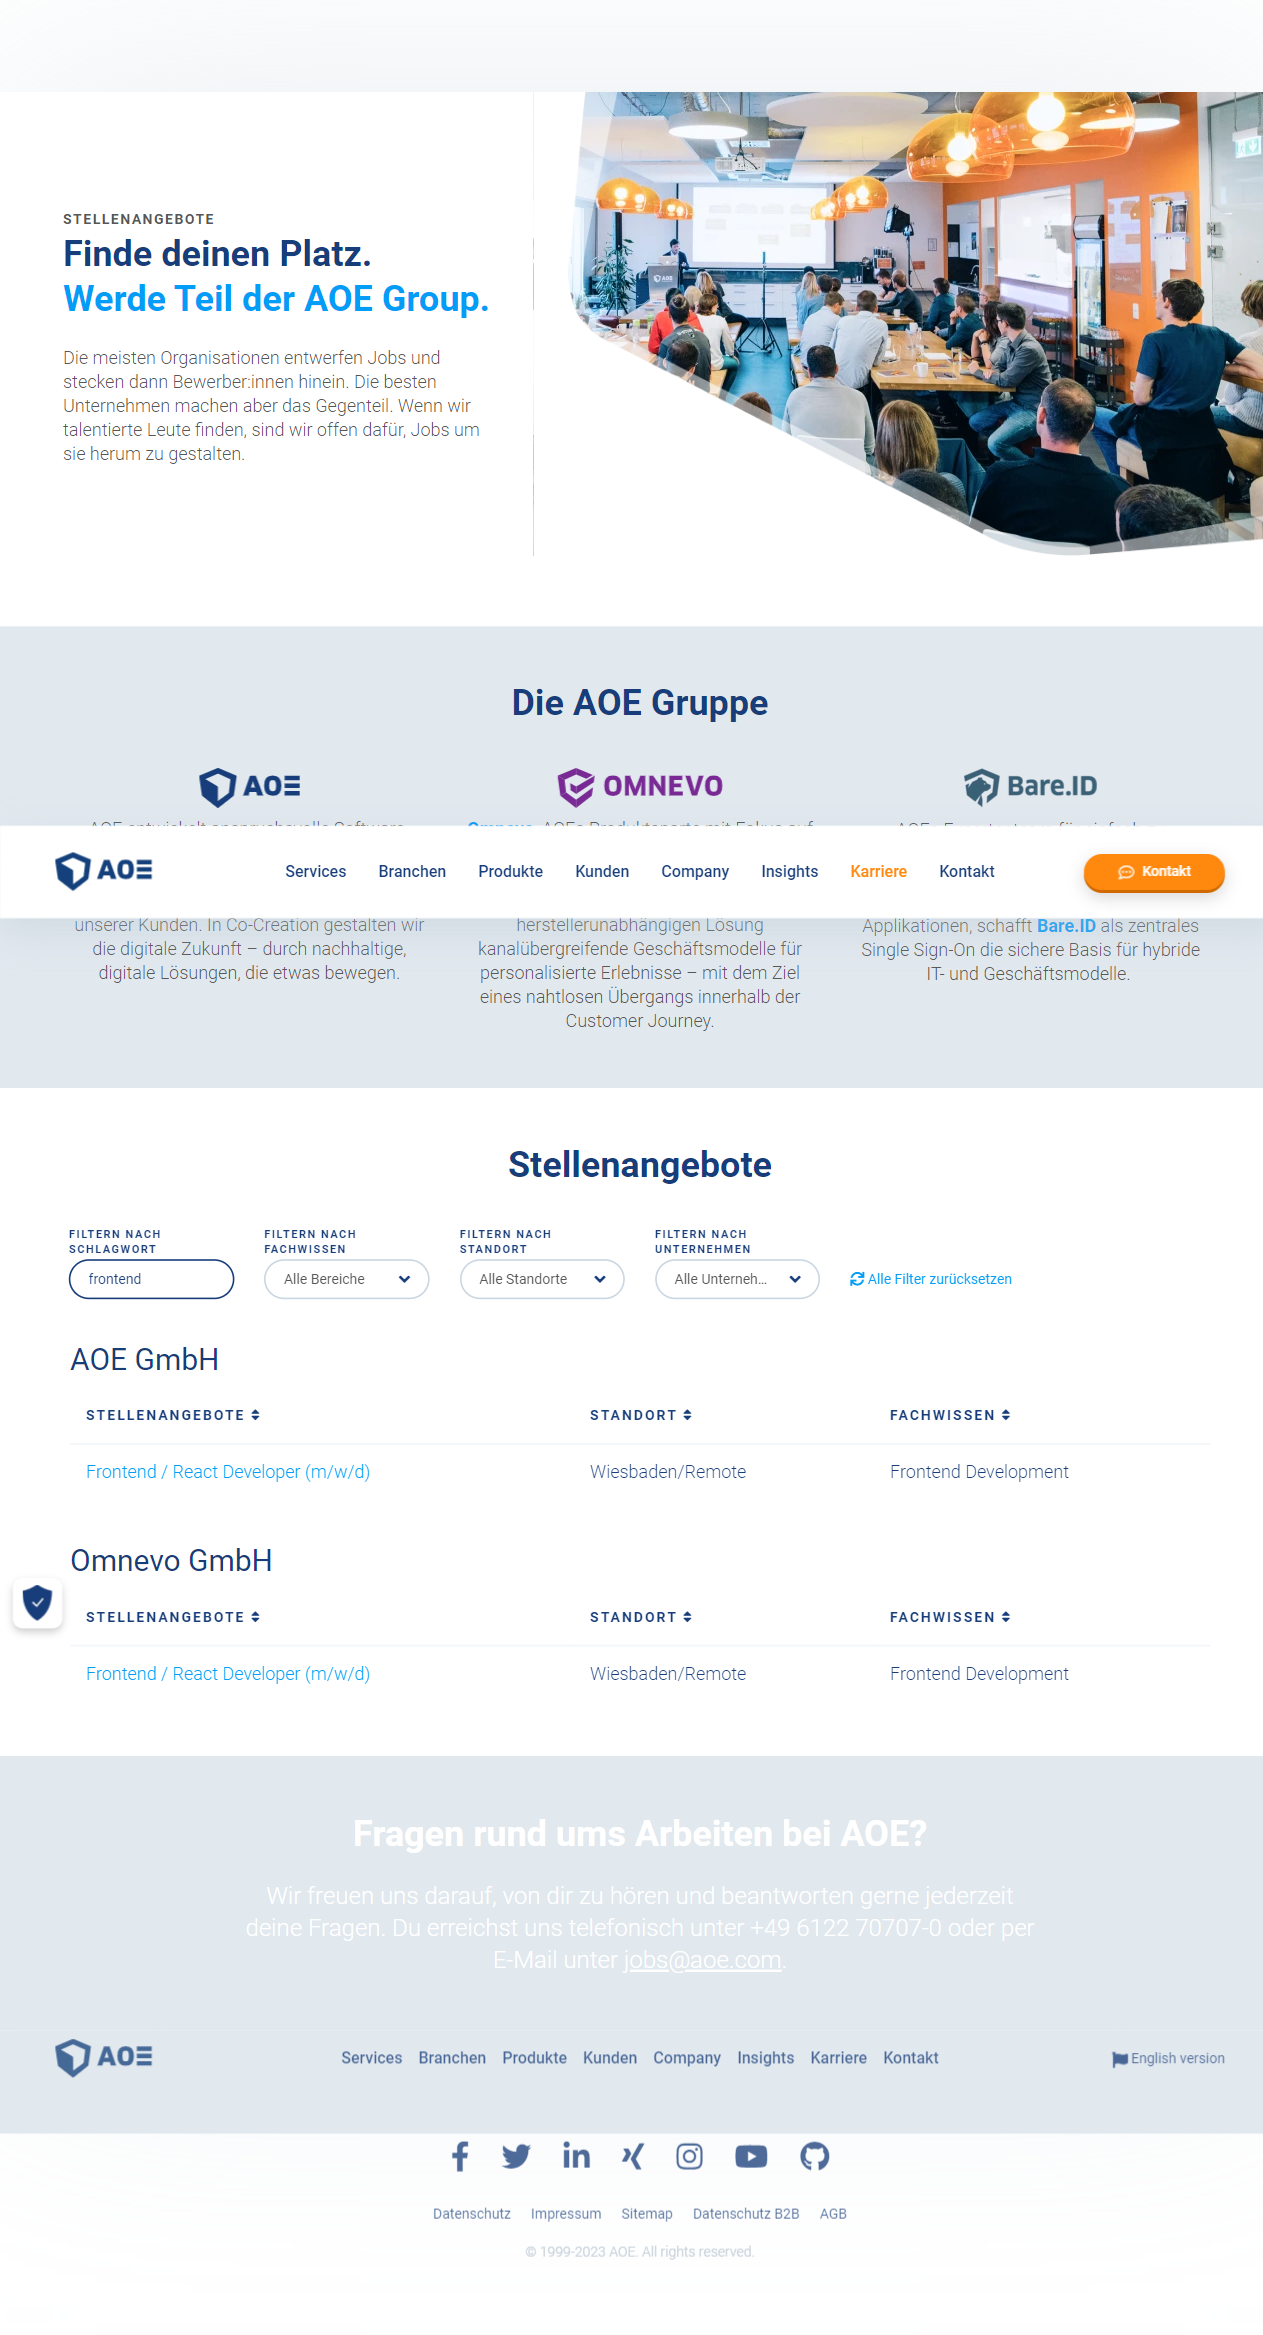 STELLENANGEBOTE
Finde deinen Platz.
Werde Teil der AOE Group.
Die meisten Organisationen entwerfen Jobs und
stecken dann Bewerber:innen hinein. Die besten
Unternehmen machen aber das Gegenteil. Wenn wir
talentierte Leute finden, sind wir offen dafür, Jobs um
sie herum zu gestalten.
Die AOE Gruppe
AOE
OMNEVO
Bare.ID
AOE
Services Branchen Produkte Kunden Company Insights Karriere Kontakt
Kontakt
unserer Kunden. In Co-Creation gestalten wir
die digitale Zukunft – durch nachhaltige,
digitale Lösungen, die etwas bewegen.
herstellerunabhängigen Lösung
kanalübergreifende Geschäftsmodelle für
personalisierte Erlebnisse – mit dem Ziel
eines nahtlosen Übergangs innerhalb der
Customer Journey.
Applikationen, schafft Bare.ID als zentrales
Single Sign-On die sichere Basis für hybride
IT- und Geschäftsmodelle.
Stellenangebote
FILTERN NACH
SCHLAGWORT
frontend
FILTERN NACH
FACHWISSEN
Alle Bereiche
FILTERN NACH
STANDORT
Alle Standorte
FILTERN NACH
UNTERNEHMEN
Alle Unterneh...
Alle Filter zurücksetzen
AOE GmbH
STELLENANGEBOTE STANDORT FACHWISSEN
Frontend / React Developer (m/w/d) Wiesbaden/Remote Frontend Development
Omnevo GmbH
STELLENANGEBOTE STANDORT FACHWISSEN
Frontend / React Developer (m/w/d) Wiesbaden/Remote Frontend Development
Fragen rund ums Arbeiten bei AOE?
Wir freuen uns darauf, von dir zu hören und beantworten gerne jederzeit
deine Fragen. Du erreichst uns telefonisch unter +49 6122 70707-0 oder per
E-Mail unter jobs@aoe.com.
AOE
Services Branchen Produkte Kunden Company Insights Karriere Kontakt
English version
Datenschutz Impressum Sitemap Datenschutz B2B AGB
© 1999-2023 AOE. All rights reserved.